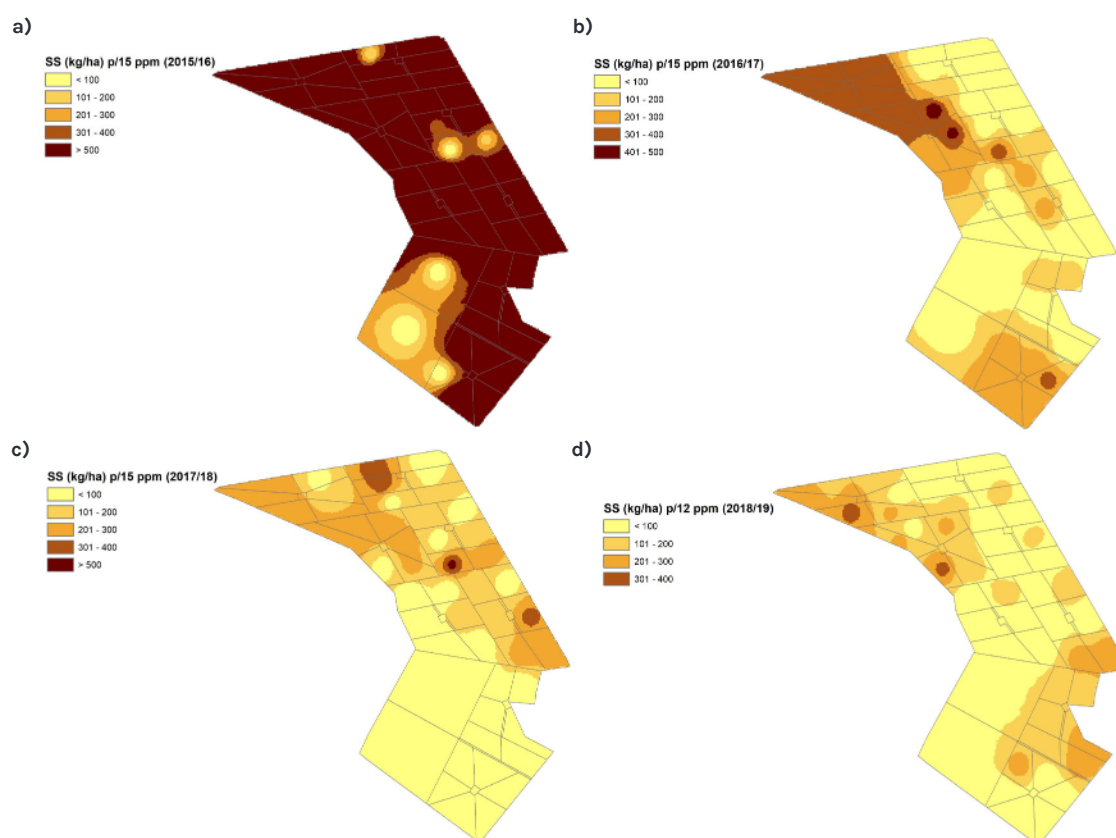 a)
SS (kg/ha) p/15 ppm (2015/16)
< 100
101 - 200
201 - 300
301 - 400
> 500
b)
SS (kg/ha) p/15 ppm (2016/17)
< 100
101 - 200
201 - 300
301 - 400
401 - 500
c)
SS (kg/ha) p/15 ppm (2017/18)
< 100
101 - 200
201 - 300
301 - 400
> 500
d)
SS (kg/ha) p/12 ppm (2018/19)
< 100
101 - 200
201 - 300
301 - 400